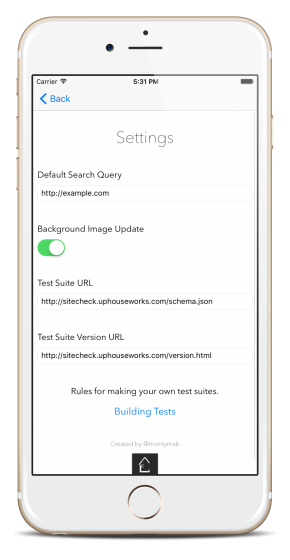 Carrier 5:31 PM
Back
Settings
Default Search Query
http://example.com
Background Image Update
Test Suite URL
http://sitecheck.uphouseworks.com/schema.json
Test Suite Version URL
http://sitecheck.uphouseworks.com/version.html
Rules for making your own test suites.
Building Tests
Created by @montymab